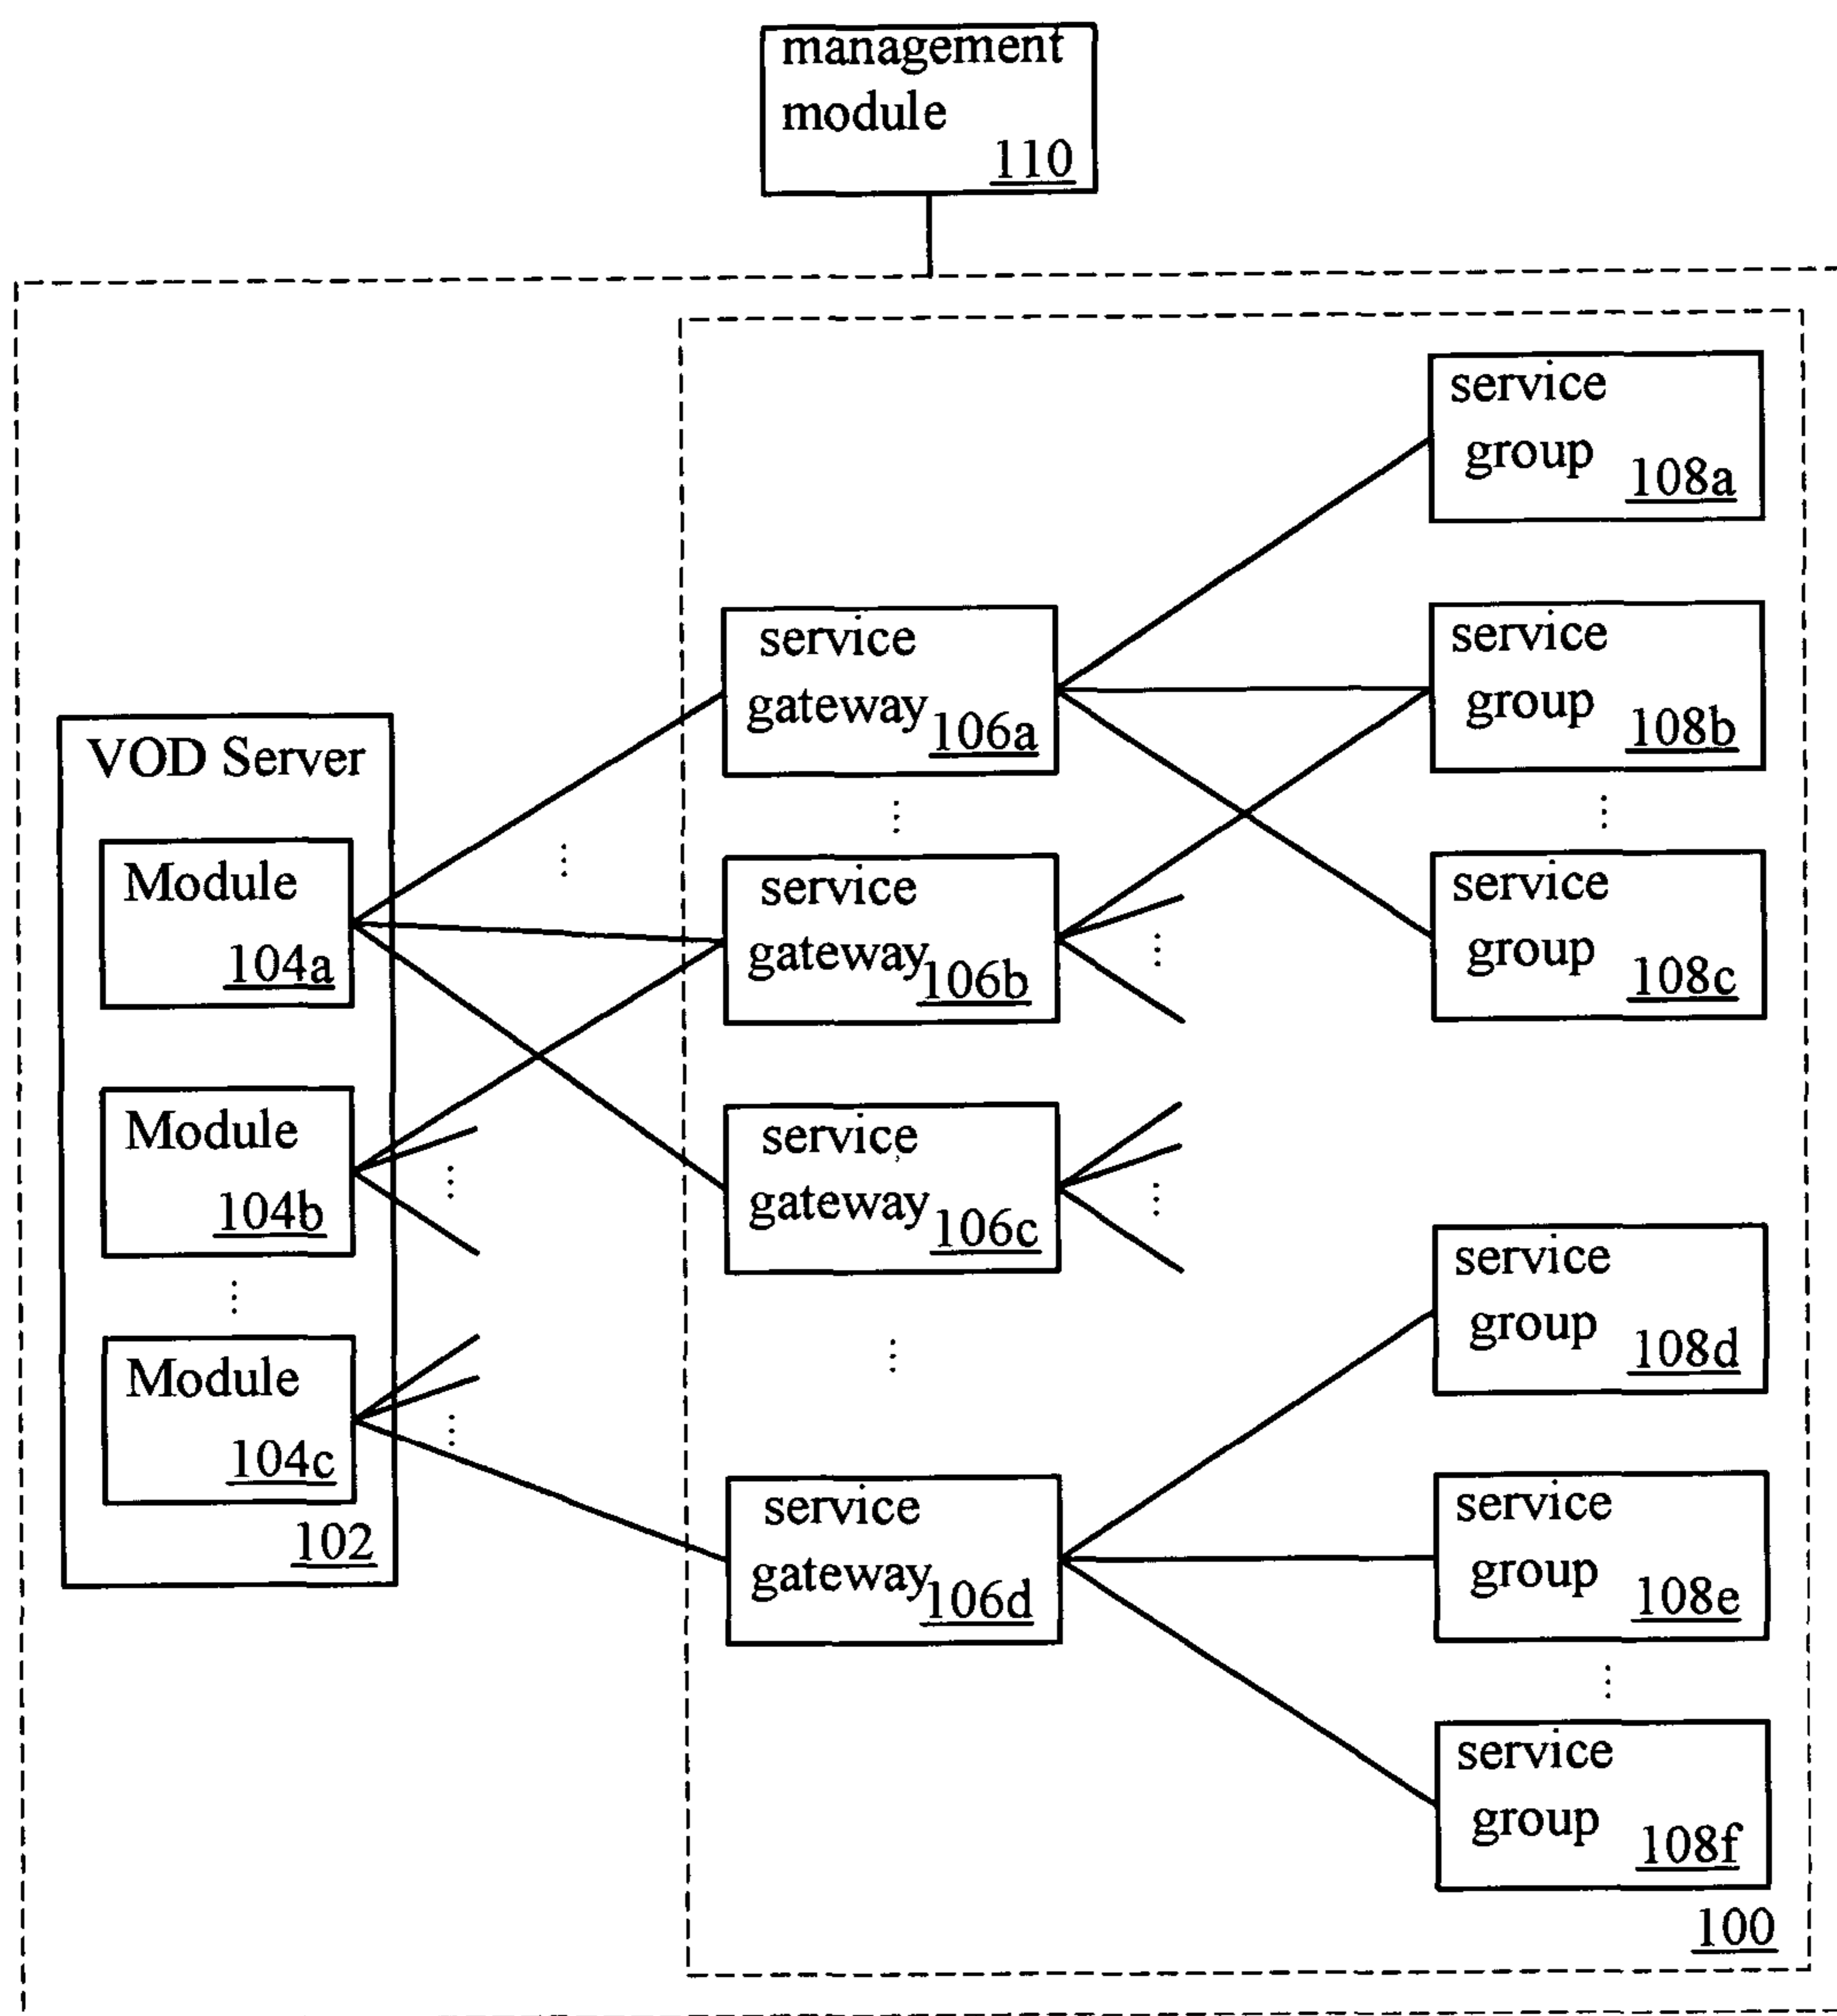 management
module
110
service
group
108a
service
gateway
106a
service
group
108b
VOD Server
Module
104a
service
gateway
106b
service
group
108c
Module
104b
service
gateway
106c
service
group
108d
Module
104c
102
service
gateway
106d
service
group
108e
service
group
108f
100